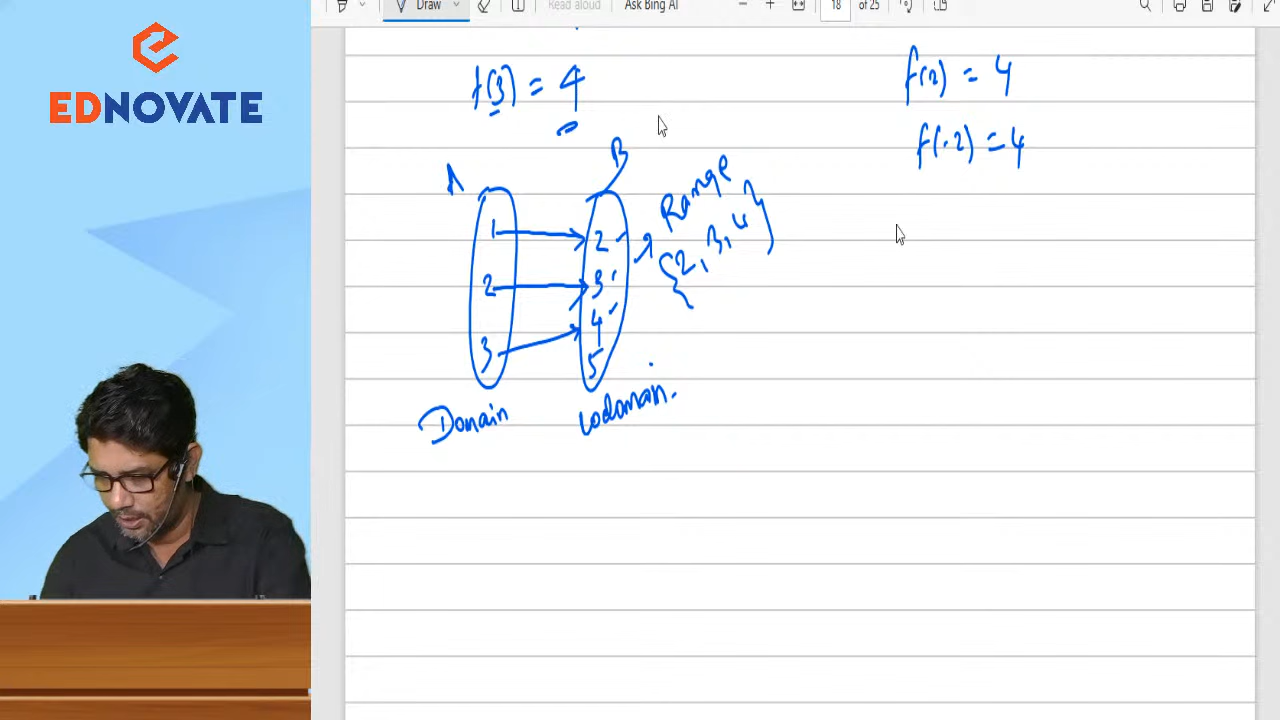 EDNOVATE
Draw
Read aloud
Ask Bing AI
18 of 25
f(3) = 4
f(2) = 4
f(-2) = 4
A
B
Range
{2, 3, 4}
1
2
3
2
3
4
5
Domain
Codomain.